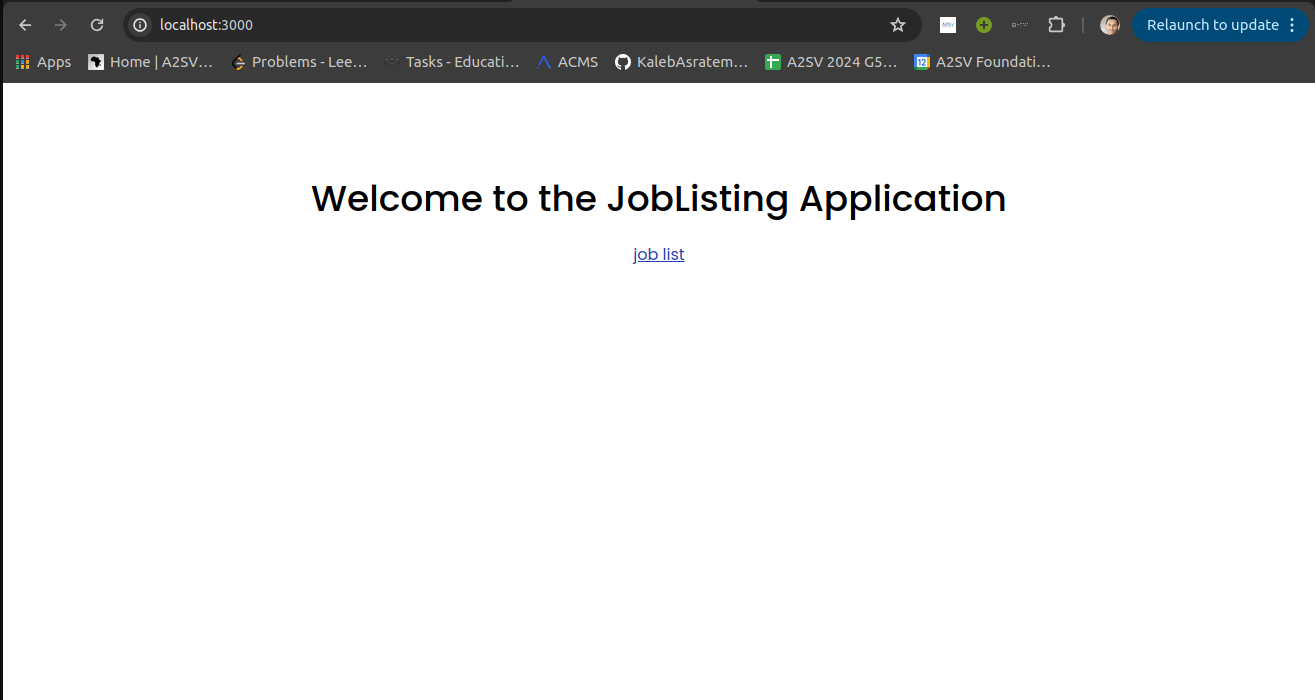 localhost:3000
Relaunch to update
Apps
Home | A2SV…
Problems - Lee…
Tasks - Educati…
ACMS
KalebAsratem…
A2SV 2024 G5…
A2SV Foundati…
Welcome to the JobListing Application
job list